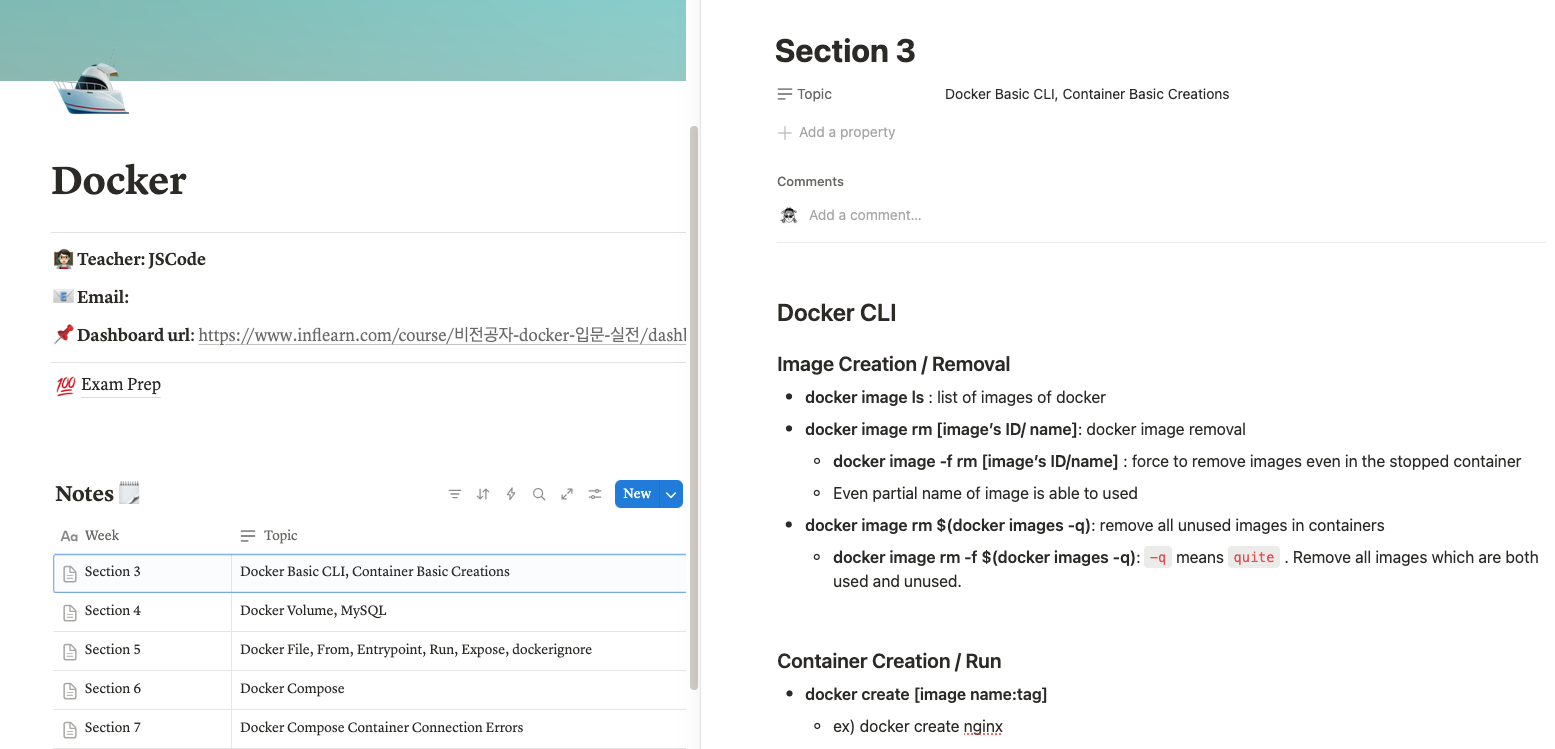 Docker
Teacher: JSCode
Email:
Dashboard url: https://www.inflearn.com/course/비전공자-docker-입문-실전/dashl
💯 Exam Prep
Notes
New
Aa Week Topic
Section 3 Docker Basic CLI, Container Basic Creations
Section 4 Docker Volume, MySQL
Section 5 Docker File, From, Entrypoint, Run, Expose, dockerignore
Section 6 Docker Compose
Section 7 Docker Compose Container Connection Errors
Section 3
Topic Docker Basic CLI, Container Basic Creations
Add a property
Comments
Add a comment...
Docker CLI
Image Creation / Removal
• docker image ls : list of images of docker
• docker image rm [image’s ID/ name]: docker image removal
◦ docker image -f rm [image’s ID/name] : force to remove images even in the stopped container
◦ Even partial name of image is able to used
• docker image rm $(docker images -q): remove all unused images in containers
◦ docker image rm -f $(docker images -q): -q means quite . Remove all images which are both
used and unused.
Container Creation / Run
• docker create [image name:tag]
◦ ex) docker create nginx